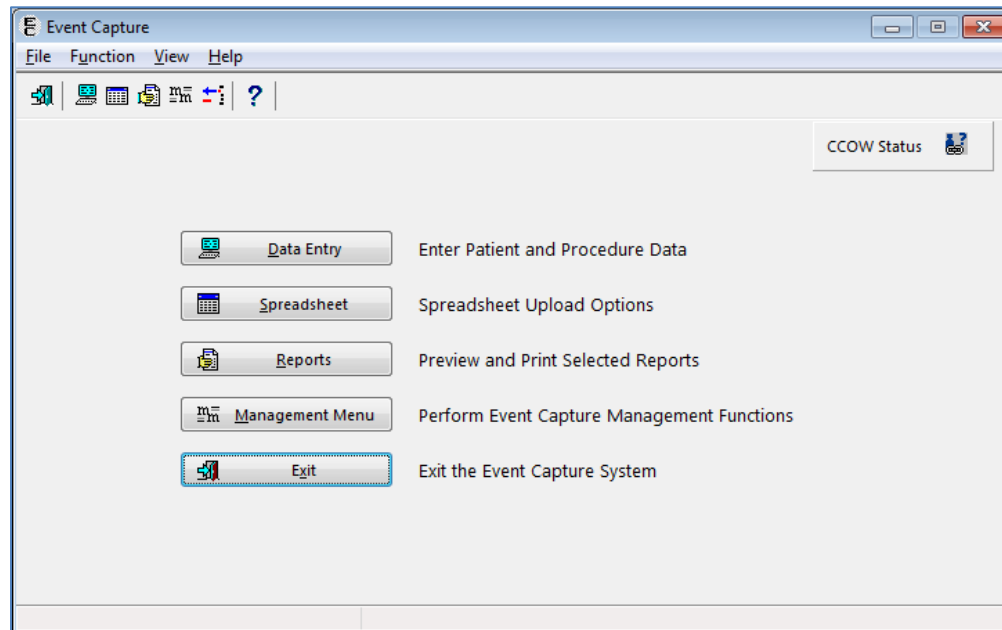 Event Capture
File Function View Help
CCOW Status
Data Entry Enter Patient and Procedure Data
Spreadsheet Spreadsheet Upload Options
Reports Preview and Print Selected Reports
Management Menu Perform Event Capture Management Functions
Exit Exit the Event Capture System